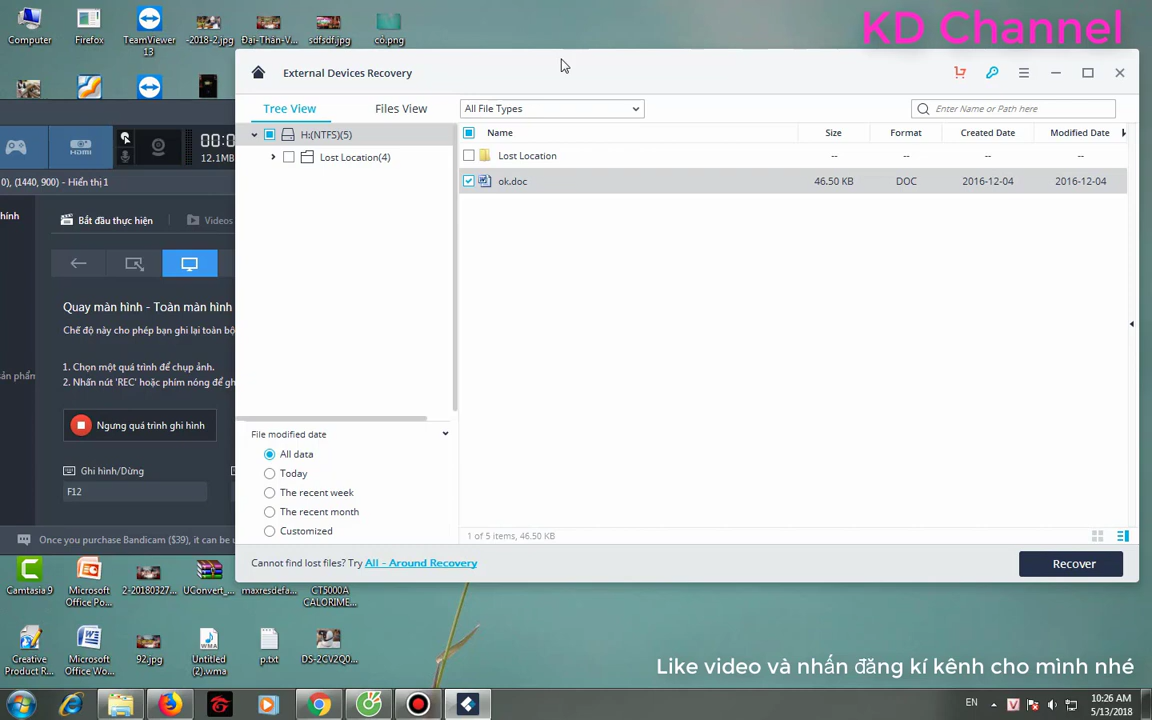 KD Channel
Computer
Firefox
TeamViewer 13
-2018-2.jpg
Đai-Thân-V...
sdfsdf.jpg
cỏ.png
External Devices Recovery
Tree View
Files View
All File Types
Enter Name or Path here
H:(NTFS)(5)
Lost Location(4)
Name
Size
Format
Created Date
Modified Date
Lost Location
--
--
--
--
ok.doc
46.50 KB
DOC
2016-12-04
2016-12-04
HDMI
00:0
12.1MB
0), (1440, 900) - Hiển thị 1
hính
Bắt đầu thực hiện
Videos
Quay màn hình - Toàn màn hình
Chế độ này cho phép bạn ghi lại toàn bộ
1. Chọn một quá trình để chụp ảnh.
2. Nhấn nút 'REC' hoặc phím nóng để gh
sản phẩm
Ngưng quá trình ghi hình
Ghi hình/Dừng
F12
Once you purchase Bandicam ($39), it can be u
File modified date
All data
Today
The recent week
The recent month
Customized
1 of 5 items, 46.50 KB
Cannot find lost files? Try All - Around Recovery
Recover
Camtasia 9
Microsoft Office Po...
2-20180327...
UConvert_...
maxresdefa...
CT5000A CALORIME...
Creative Product R...
Microsoft Office Wo...
92.jpg
Untitled (2).wma
p.txt
DS-2CV2Q0...
Like video và nhấn đăng kí kênh cho mình nhé
EN
10:26 AM
5/13/2018